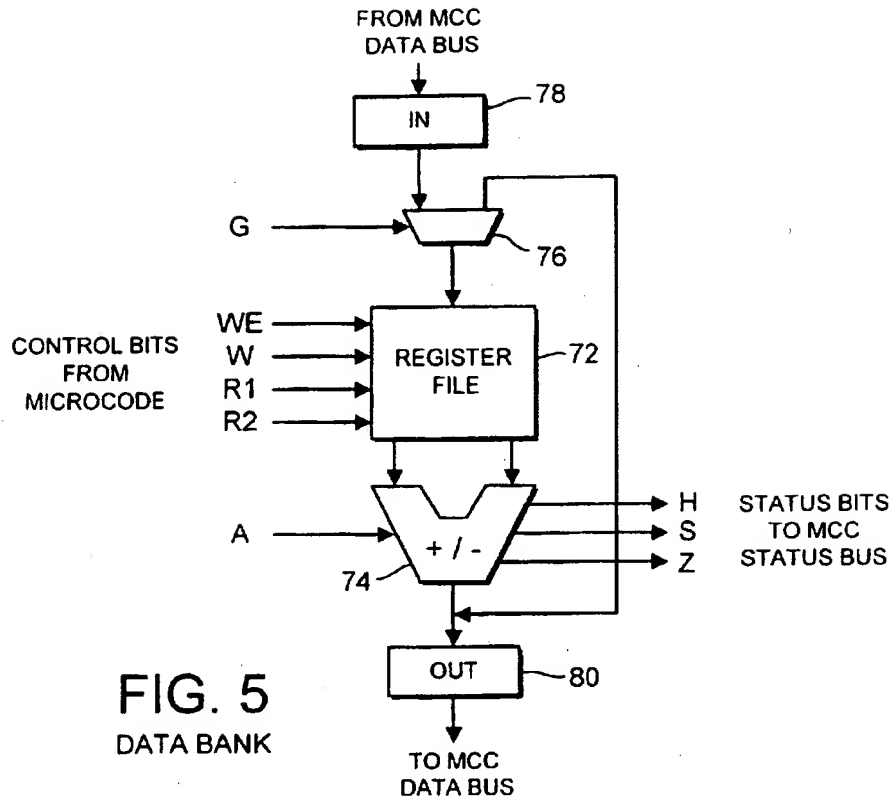 FROM MCC
DATA BUS
78
IN
G
76
CONTROL BITS
FROM
MICROCODE
WE
W
R1
R2
REGISTER
FILE
72
A
+ / -
74
H
S
Z
STATUS BITS
TO MCC
STATUS BUS
OUT
80
FIG. 5
DATA BANK
TO MCC
DATA BUS